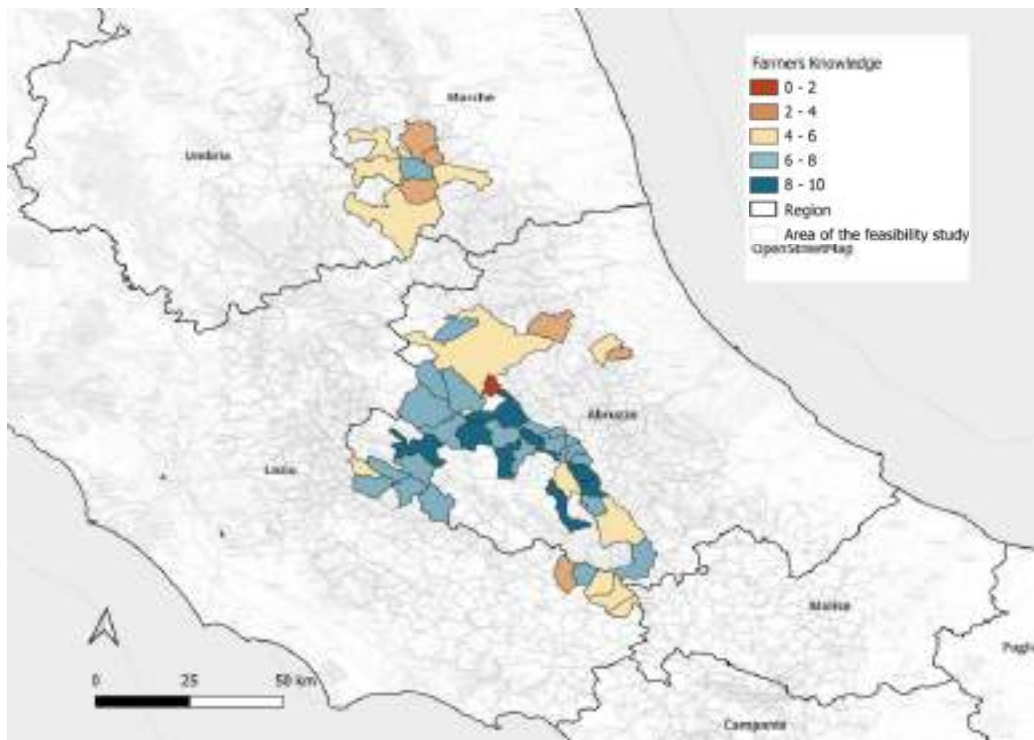 Farmers Knowledge
0 - 2
2 - 4
4 - 6
6 - 8
8 - 10
Region
Area of the feasibility study
OpenStreetMap
Marche
Umbria
Abruzzo
Lazio
Molise
Campania
0 25 50 km